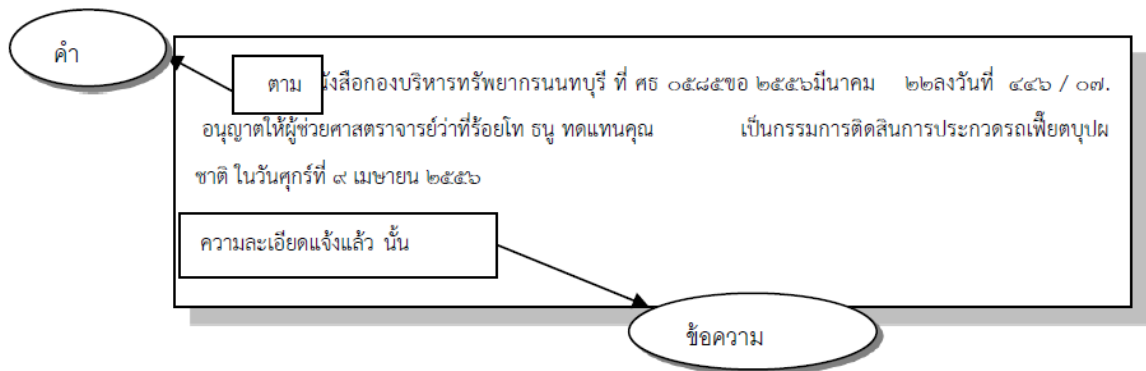 คำ
ตาม นังสือกองบริหารทรัพยากรนนทบุรี ที่ ศธ ๐๕๘๕ขอ ๒๕๕๖มีนาคม ๒๒ลงวันที่ ๔๔๖ / ๐๗.
อนุญาตให้ผู้ช่วยศาสตราจารย์ว่าที่ร้อยโท ธนู ทดแทนคุณ เป็นกรรมการติดสินการประกวดรถเฟี๊ยตบุปผ
ชาติ ในวันศุกร์ที่ ๙ เมษายน ๒๕๕๖
ความละเอียดแจ้งแล้ว นั้น
ข้อความ